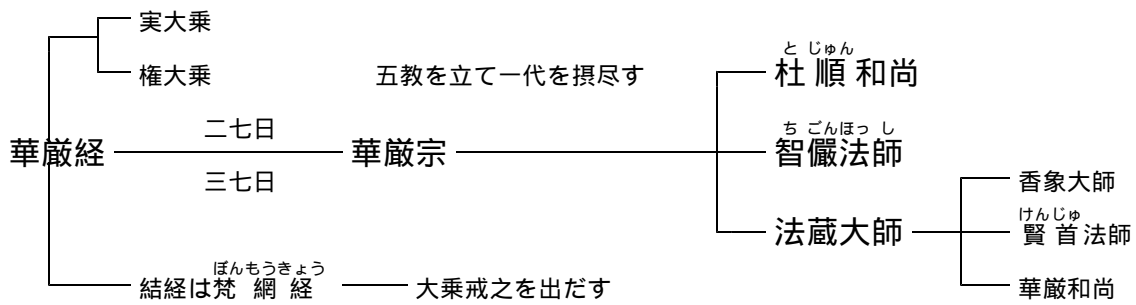 実大乗
権大乗
五教を立て一代を摂尽す
とじゅん
杜順和尚
二七日
華厳経
華厳宗
ちごんほっし
智儼法師
三七日
香象大師
法蔵大師
けんじゅ
賢首法師
ぼんもうきょう
結経は梵網経
大乗戒之を出だす
華厳和尚